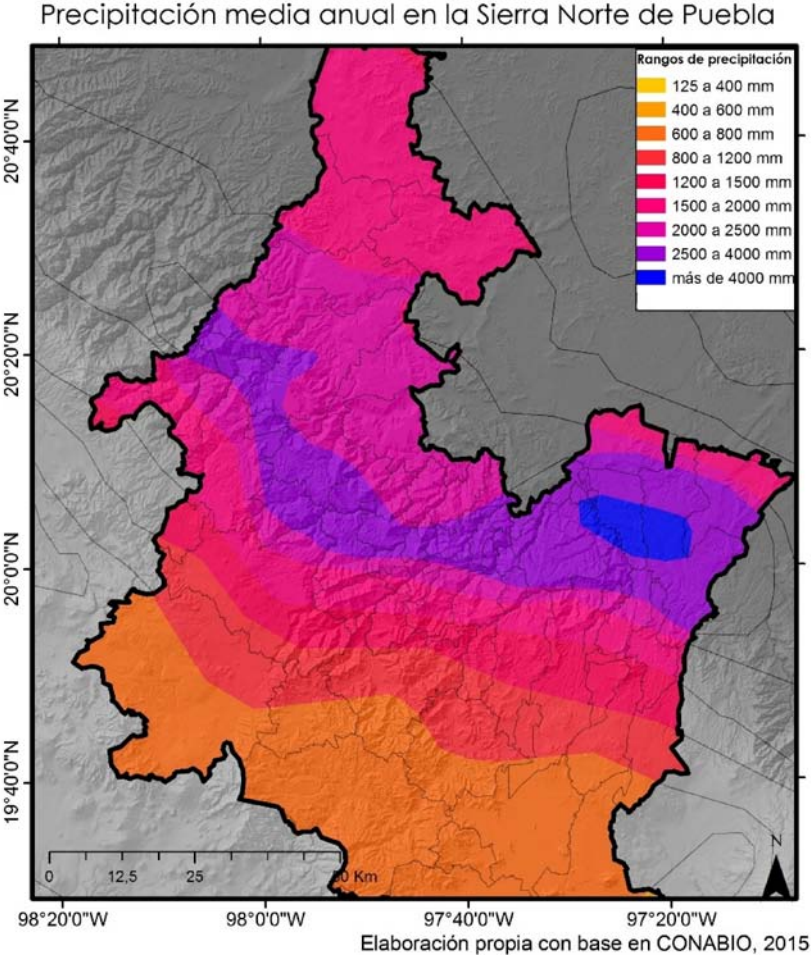 Precipitación media anual en la Sierra Norte de Puebla
Rangos de precipitación
125 a 400 mm
400 a 600 mm
600 a 800 mm
800 a 1200 mm
1200 a 1500 mm
1500 a 2000 mm
2000 a 2500 mm
2500 a 4000 mm
más de 4000 mm
20°40'0"N
20°20'0"N
20°0'0"N
19°40'0"N
N
0 12,5 25 50 Km
98°20'0"W 98°0'0"W 97°40'0"W 97°20'0"W
Elaboración propia con base en CONABIO, 2015